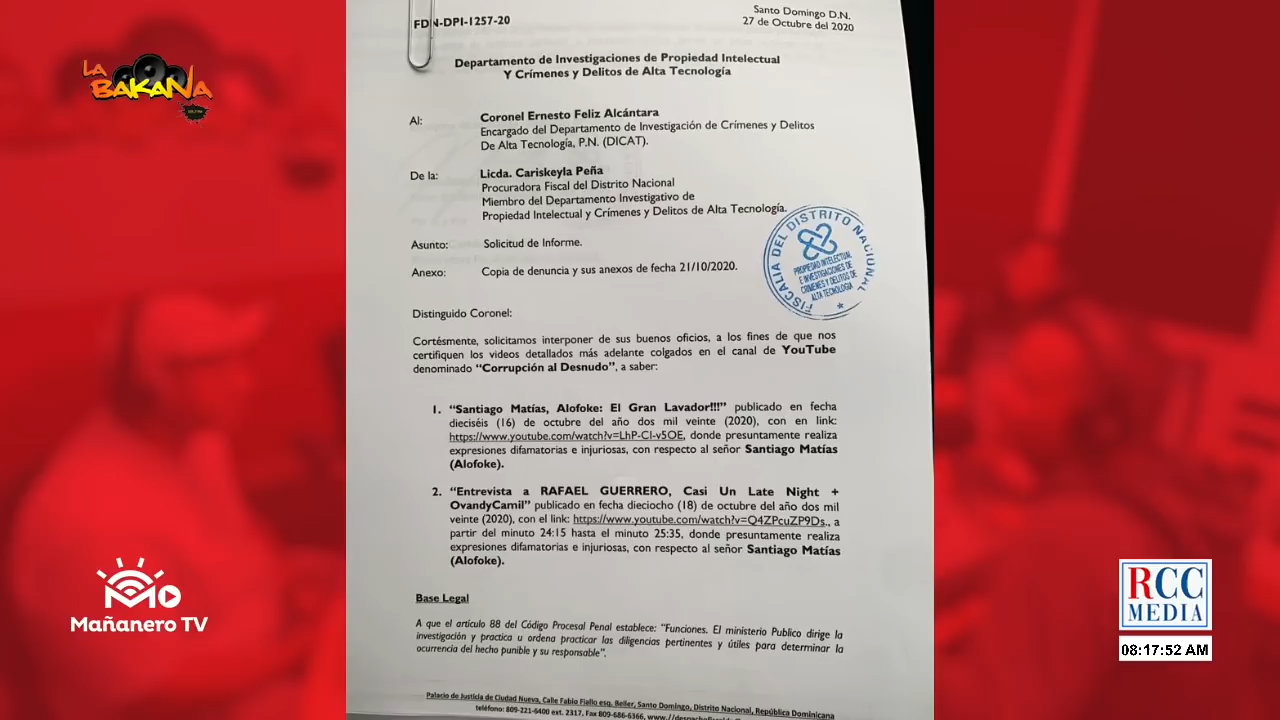 FDN-DPI-1257-20
Santo Domingo D.N.
27 de Octubre del 2020
Departamento de Investigaciones de Propiedad Intelectual
Y Crímenes y Delitos de Alta Tecnología
Al: Coronel Ernesto Feliz Alcántara
Encargado del Departamento de Investigación de Crímenes y Delitos
De Alta Tecnología, P.N. (DICAT).
De la: Licda. Cariskeyla Peña
Procuradora Fiscal del Distrito Nacional
Miembro del Departamento Investigativo de
Propiedad Intelectual y Crímenes y Delitos de Alta Tecnología.
FISCALIA DEL DISTRITO NACIONAL
PROPIEDAD INTELECTUAL
E INVESTIGACIONES DE
CRÍMENES Y DELITOS DE
ALTA TECNOLOGIA
Asunto: Solicitud de Informe.
Anexo: Copia de denuncia y sus anexos de fecha 21/10/2020.
Distinguido Coronel:
Cortésmente, solicitamos interponer de sus buenos oficios, a los fines de que nos
certifiquen los videos detallados más adelante colgados en el canal de YouTube
denominado “Corrupción al Desnudo”, a saber:
1. “Santiago Matías, Alofoke: El Gran Lavador!!!” publicado en fecha
dieciséis (16) de octubre del año dos mil veinte (2020), con en link:
https://www.youtube.com/watch?v=LhP-CI-v5OE, donde presuntamente realiza
expresiones difamatorias e injuriosas, con respecto al señor Santiago Matías
(Alofoke).
2. “Entrevista a RAFAEL GUERRERO, Casi Un Late Night +
OvandyCamil” publicado en fecha dieciocho (18) de octubre del año dos mil
veinte (2020), con el link: https://www.youtube.com/watch?v=Q4ZPcuZP9Ds., a
partir del minuto 24:15 hasta el minuto 25:35, donde presuntamente realiza
expresiones difamatorias e injuriosas, con respecto al señor Santiago Matías
(Alofoke).
Base Legal
A que el artículo 88 del Código Procesal Penal establece: “Funciones. El ministerio Publico dirige la
investigación y practica u ordena practicar las diligencias pertinentes y útiles para determinar la
ocurrencia del hecho punible y su responsable”.
Palacio de Justicia de Ciudad Nueva, Calle Fabio Fiallo esq. Beller, Santo Domingo, Distrito Nacional, República Dominicana
teléfono: 809-221-6400 ext. 2317, Fax 809-686-6366,
LA
BAKANA
Mañanero TV
RCC
MEDIA
08:17:52 AM